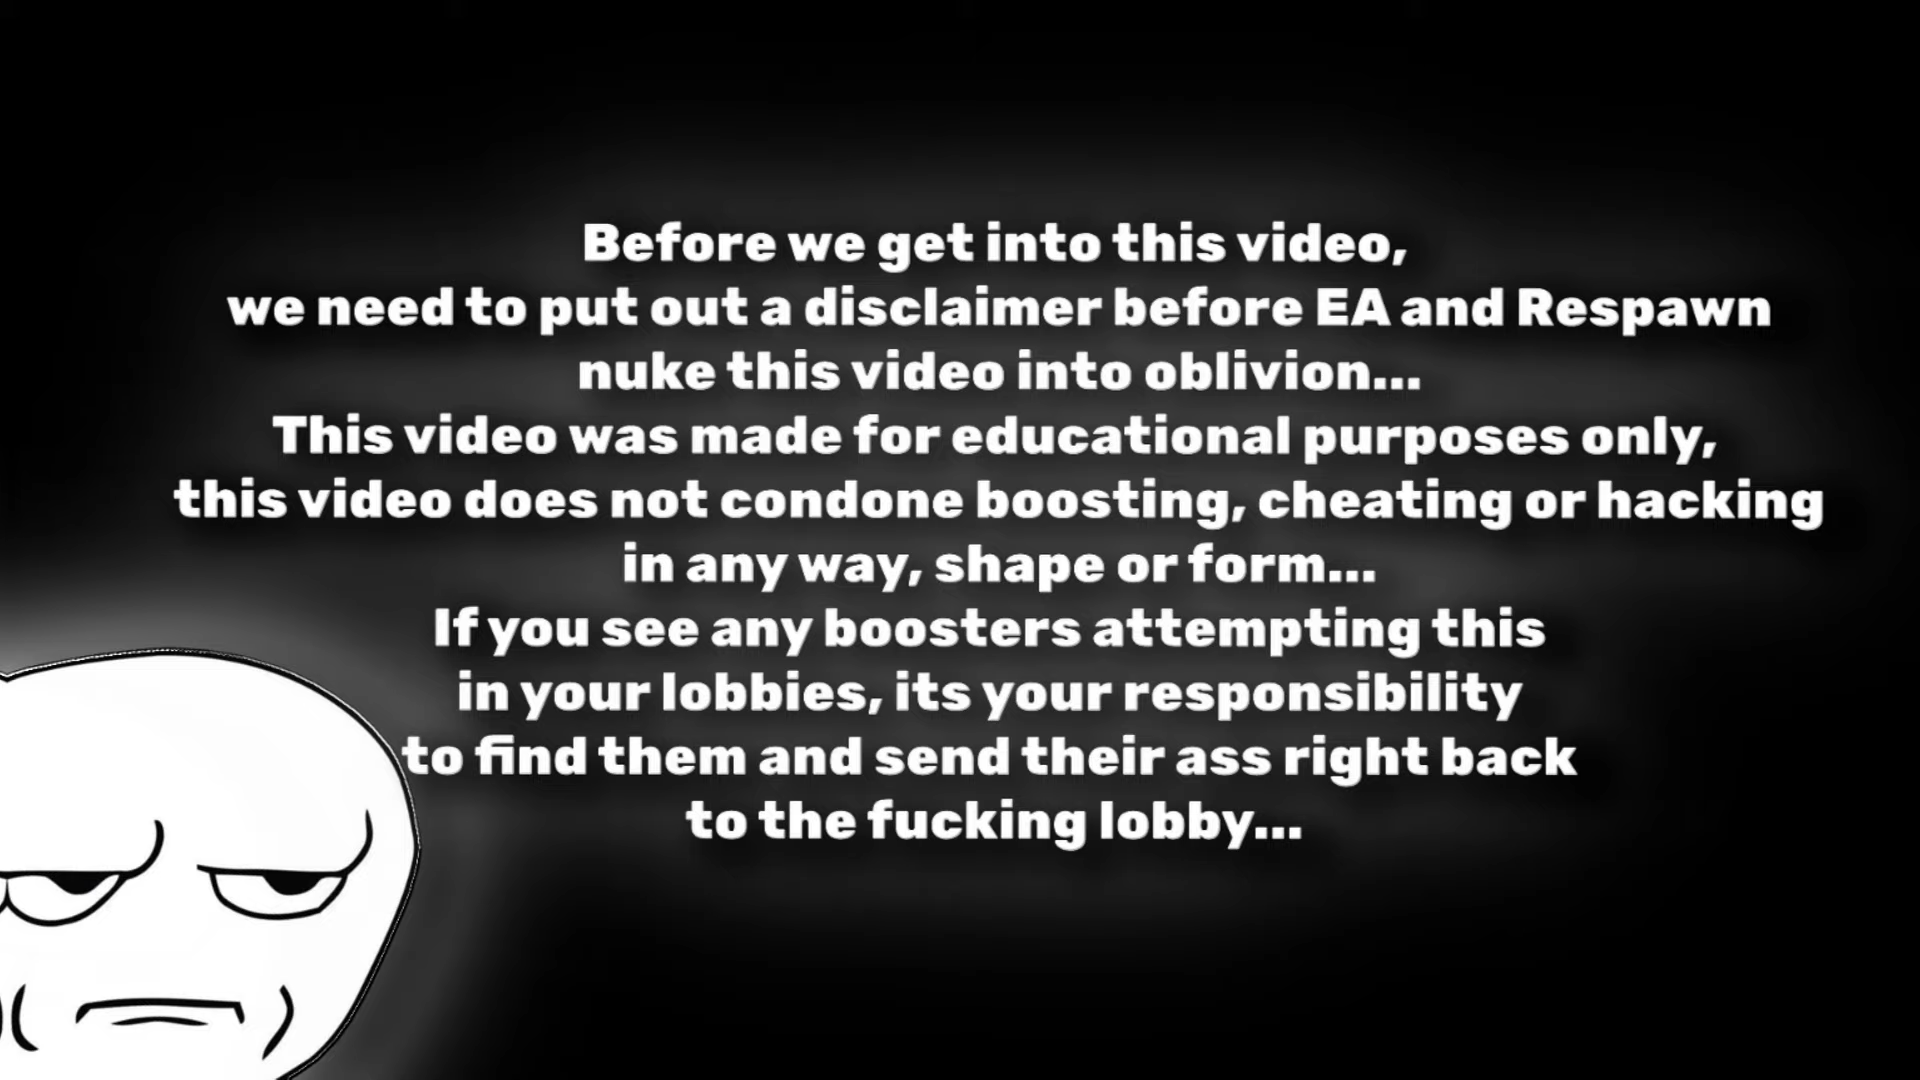 Before we get into this video,
we need to put out a disclaimer before EA and Respawn
nuke this video into oblivion...
This video was made for educational purposes only,
this video does not condone boosting, cheating or hacking
in any way, shape or form...
If you see any boosters attempting this
in your lobbies, its your responsibility
to find them and send their ass right back
to the fucking lobby...